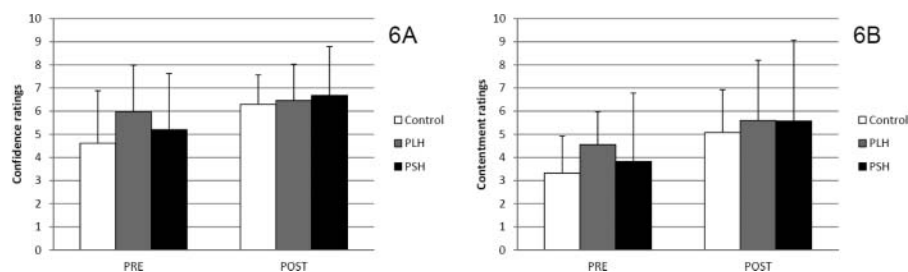 6A
Confidence ratings
10
9
8
7
6
5
4
3
2
1
0
PRE
POST
Control
PLH
PSH
6B
Contentment ratings
10
9
8
7
6
5
4
3
2
1
0
PRE
POST
Control
PLH
PSH